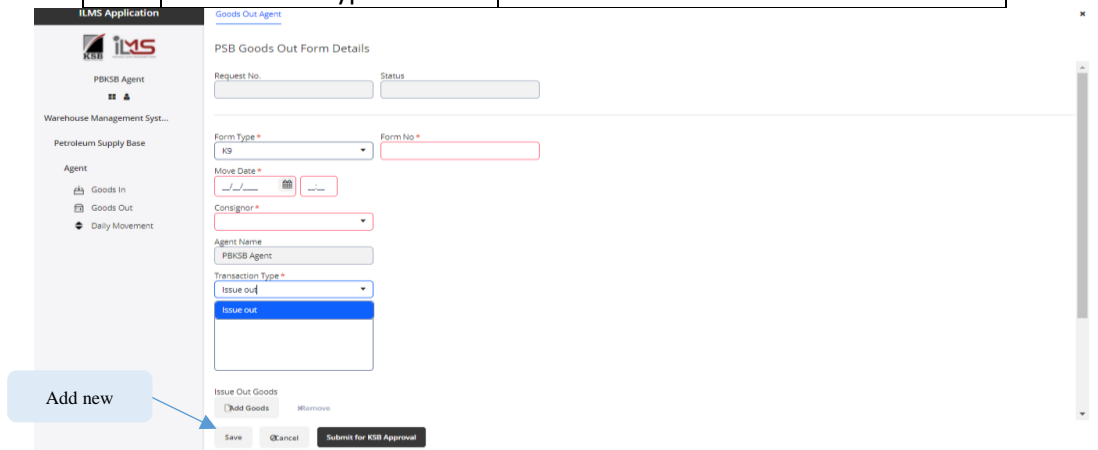 ILMS Application
Goods Out Agent
KSB iLMS
PSB Goods Out Form Details
PBKSB Agent
Request No. Status
Warehouse Management Syst...
Petroleum Supply Base
Form Type * Form No *
K9
Agent
Move Date *
__/__/____ __:__
Goods In
Goods Out
Consignor *
Daily Movement
Agent Name
PBKSB Agent
Transaction Type *
Issue out
Issue out
Issue Out Goods
Add Goods Remove
Add new
Save Cancel Submit for KSB Approval